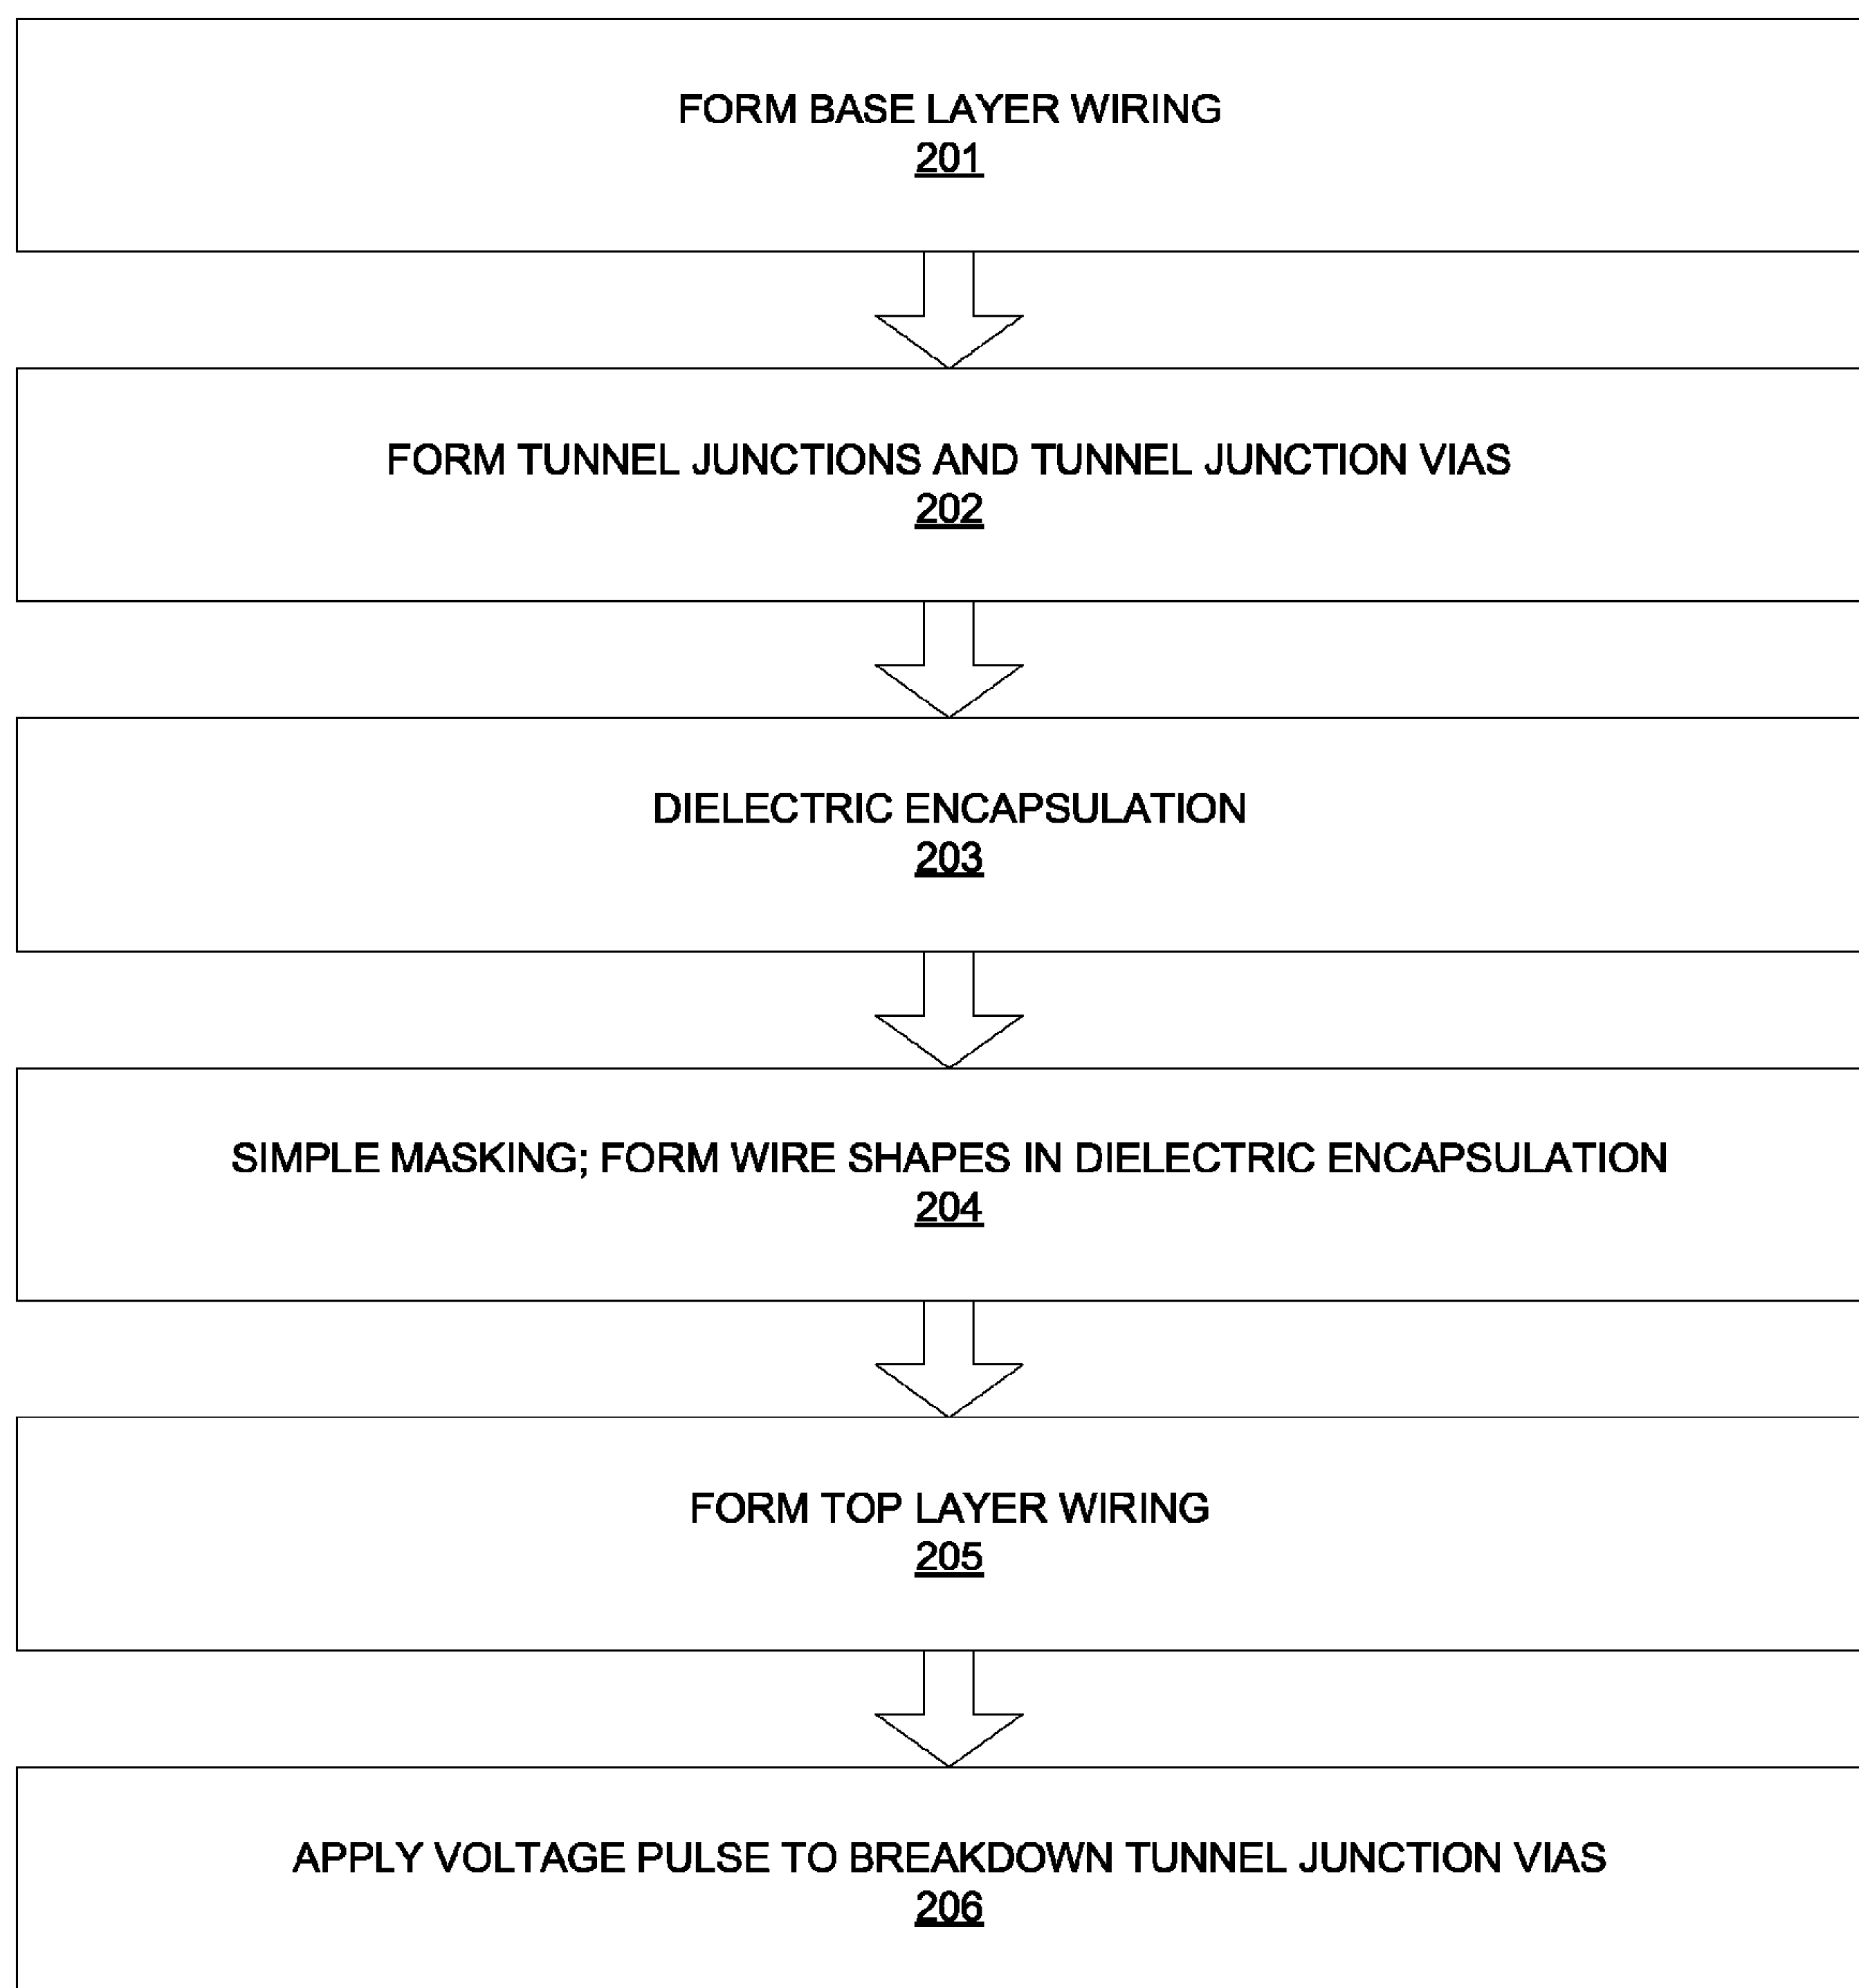 FORM BASE LAYER WIRING
201
FORM TUNNEL JUNCTIONS AND TUNNEL JUNCTION VIAS
202
DIELECTRIC ENCAPSULATION
203
SIMPLE MASKING; FORM WIRE SHAPES IN DIELECTRIC ENCAPSULATION
204
FORM TOP LAYER WIRING
205
APPLY VOLTAGE PULSE TO BREAKDOWN TUNNEL JUNCTION VIAS
206